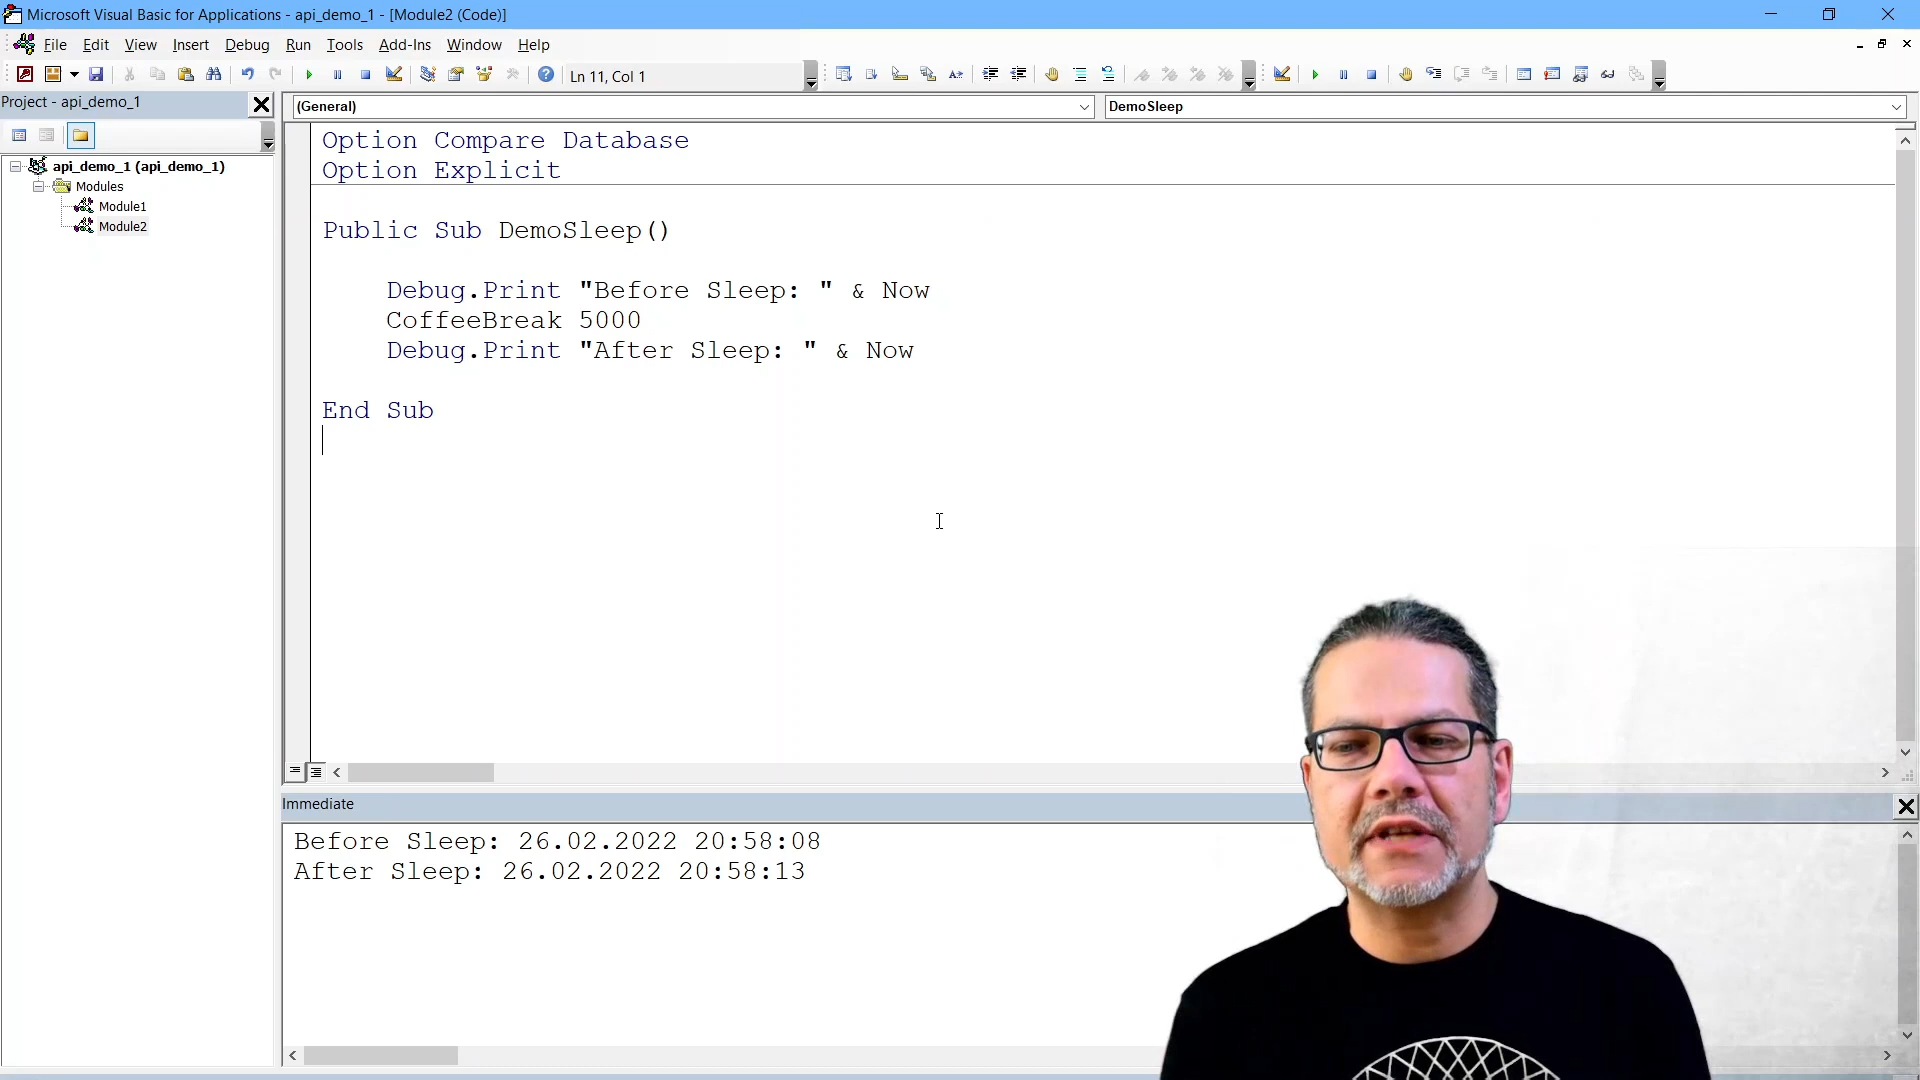 Microsoft Visual Basic for Applications - api_demo_1 - [Module2 (Code)]
File Edit View Insert Debug Run Tools Add-Ins Window Help
Ln 11, Col 1
Project - api_demo_1
(General)
DemoSleep
api_demo_1 (api_demo_1)
Modules
Module1
Module2
Option Compare Database
Option Explicit
Public Sub DemoSleep()
Debug.Print "Before Sleep: " & Now
CoffeeBreak 5000
Debug.Print "After Sleep: " & Now
End Sub
Immediate
Before Sleep: 26.02.2022 20:58:08
After Sleep: 26.02.2022 20:58:13